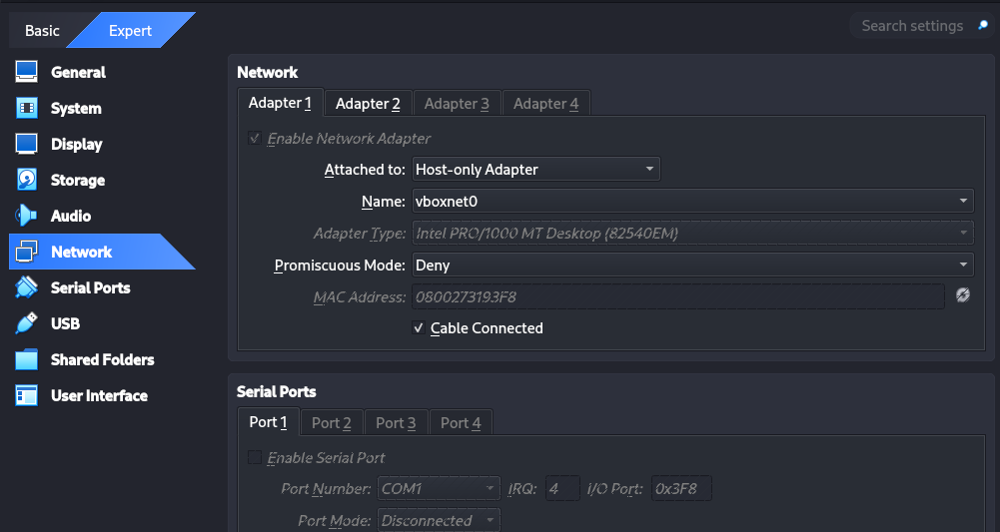 Basic Expert Search settings
General
System
Display
Storage
Audio
Network
Serial Ports
USB
Shared Folders
User Interface
Network
Adapter 1 Adapter 2 Adapter 3 Adapter 4
Enable Network Adapter
Attached to: Host-only Adapter
Name: vboxnet0
Adapter Type: Intel PRO/1000 MT Desktop (82540EM)
Promiscuous Mode: Deny
MAC Address: 0800273193F8
Cable Connected
Serial Ports
Port 1 Port 2 Port 3 Port 4
Enable Serial Port
Port Number: COM1 IRQ: 4 I/O Port: 0x3F8
Port Mode: Disconnected